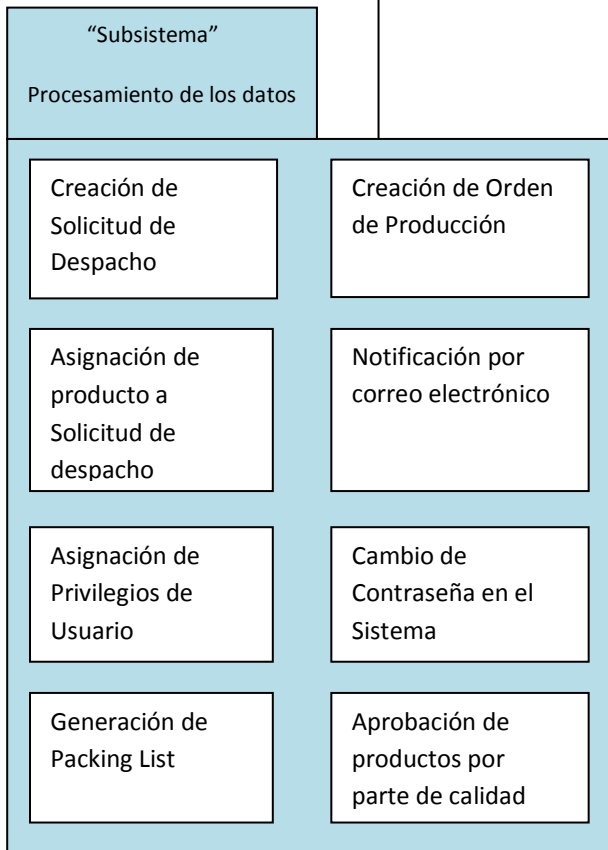 “Subsistema”
Procesamiento de los datos
Creación de
Solicitud de
Despacho
Creación de Orden
de Producción
Asignación de
producto a
Solicitud de
despacho
Notificación por
correo electrónico
Asignación de
Privilegios de
Usuario
Cambio de
Contraseña en el
Sistema
Generación de
Packing List
Aprobación de
productos por
parte de calidad